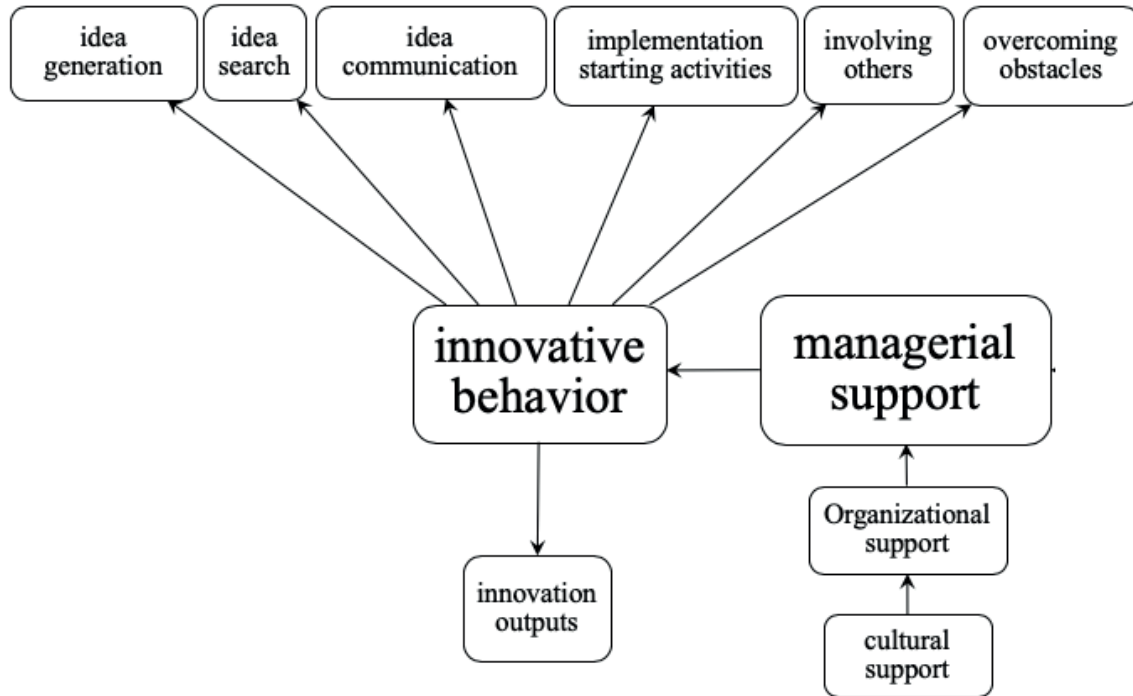 idea
generation
idea
search
idea
communication
implementation
starting activities
involving
others
overcoming
obstacles
innovative
behavior
managerial
support
Organizational
support
innovation
outputs
cultural
support